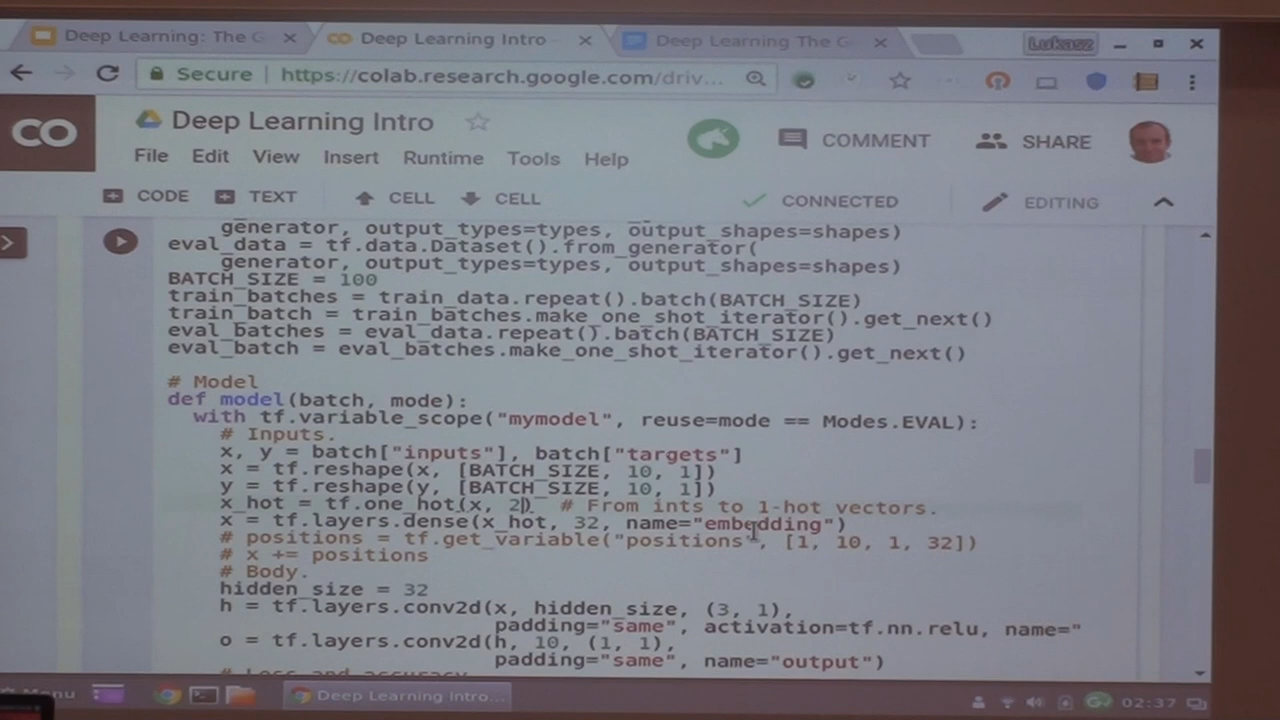 Deep Learning: The G
Deep Learning Intro
Deep Learning The G
Lukasz
Secure
https://colab.research.google.com/driv...
CO
Deep Learning Intro
COMMENT
SHARE
File Edit View Insert Runtime Tools Help
CODE TEXT CELL CELL CONNECTED EDITING
generator, output_types=types, output_shapes=shapes)
eval_data = tf.data.Dataset().from_generator(
generator, output_types=types, output_shapes=shapes)
BATCH_SIZE = 100
train_batches = train_data.repeat().batch(BATCH_SIZE)
train_batch = train_batches.make_one_shot_iterator().get_next()
eval_batches = eval_data.repeat().batch(BATCH_SIZE)
eval_batch = eval_batches.make_one_shot_iterator().get_next()
# Model
def model(batch, mode):
with tf.variable_scope("mymodel", reuse=mode == Modes.EVAL):
# Inputs.
x, y = batch["inputs"], batch["targets"]
x = tf.reshape(x, [BATCH_SIZE, 10, 1])
y = tf.reshape(y, [BATCH_SIZE, 10, 1])
x_hot = tf.one_hot(x, 2) # From ints to 1-hot vectors.
x = tf.layers.dense(x_hot, 32, name="embedding")
# positions = tf.get_variable("positions", [1, 10, 1, 32])
# x += positions
# Body.
hidden_size = 32
h = tf.layers.conv2d(x, hidden_size, (3, 1),
padding="same", activation=tf.nn.relu, name="
o = tf.layers.conv2d(h, 10, (1, 1),
padding="same", name="output")
# Loss and accuracy
Menu
Deep Learning Intro...
02:37